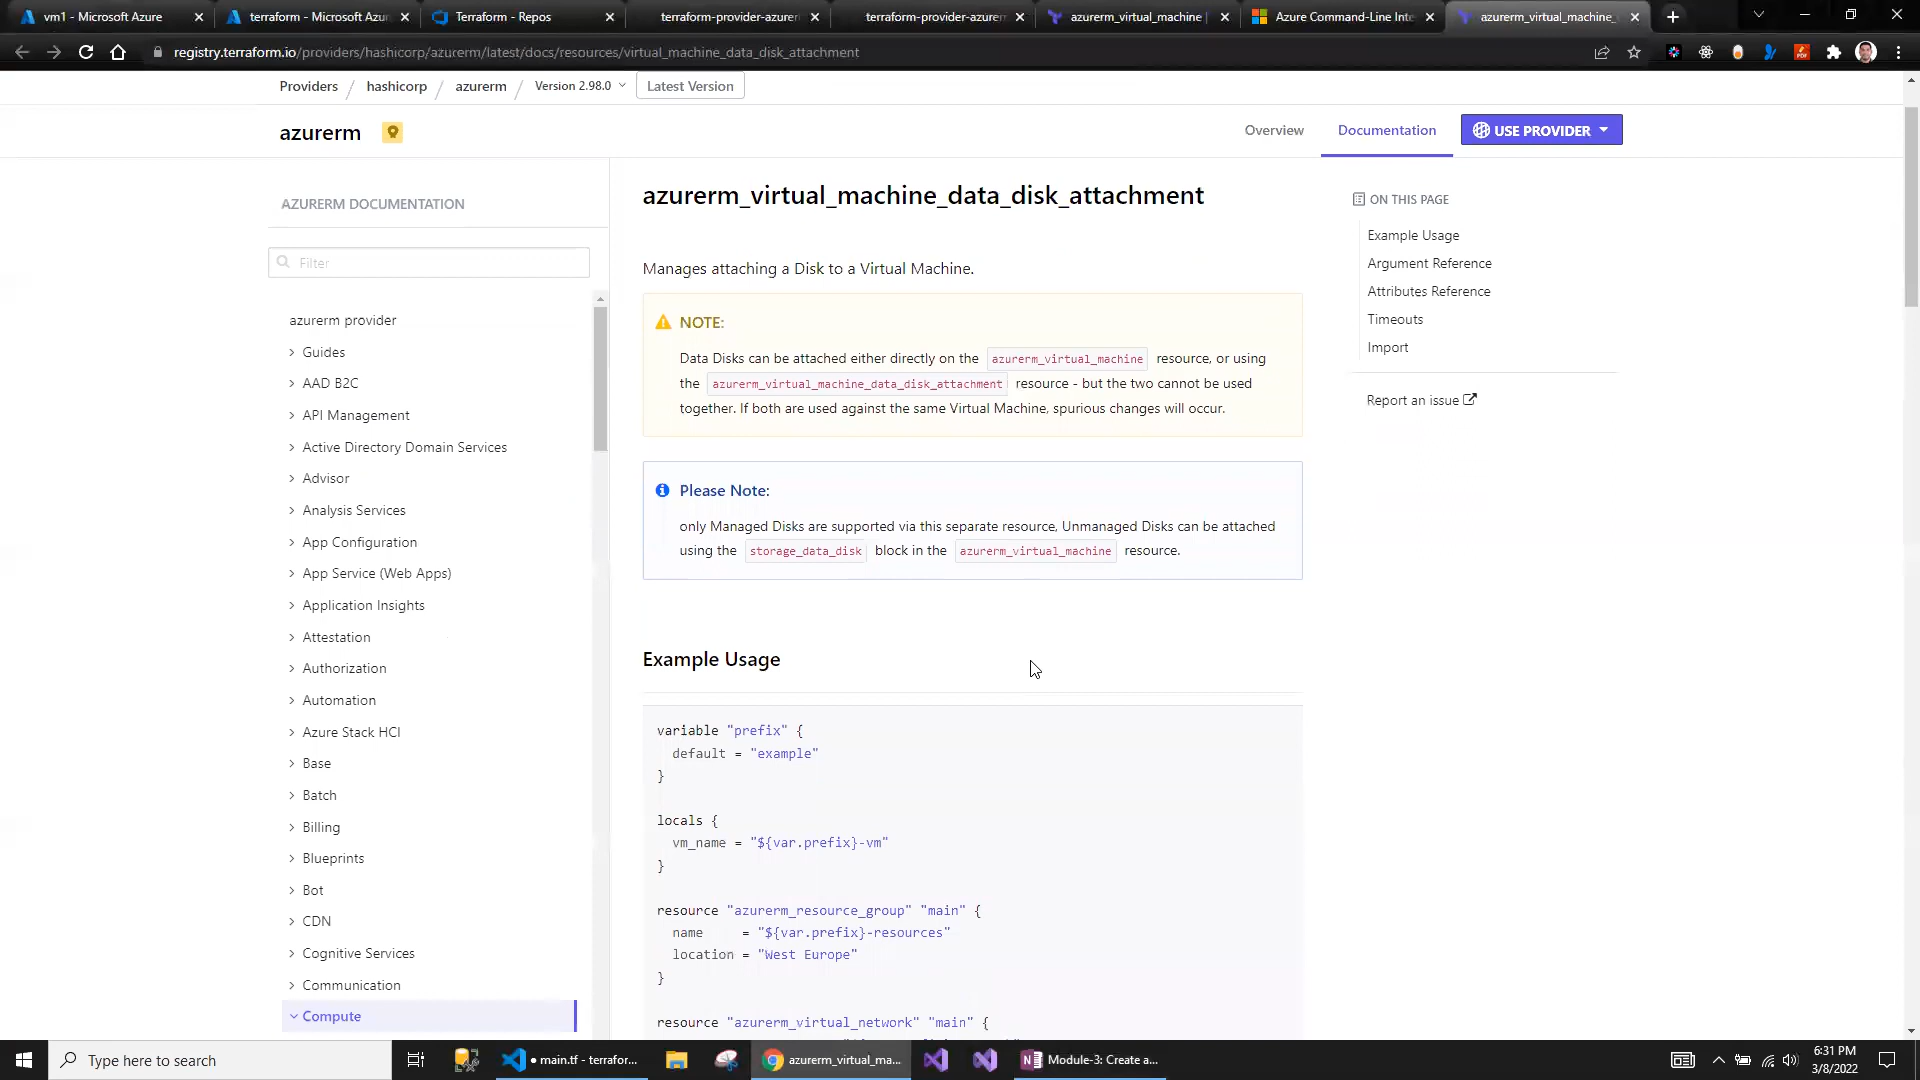 vm1 - Microsoft Azure
terraform - Microsoft Azu
Terraform - Repos
terraform-provider-azurer
terraform-provider-azurerm
azurerm_virtual_machine |
Azure Command-Line Inte
azurerm_virtual_machine_
registry.terraform.io/providers/hashicorp/azurerm/latest/docs/resources/virtual_machine_data_disk_attachment
Providers / hashicorp / azurerm / Version 2.98.0 Latest Version
azurerm
Overview Documentation USE PROVIDER
AZURERM DOCUMENTATION
Filter
azurerm provider
Guides
AAD B2C
API Management
Active Directory Domain Services
Advisor
Analysis Services
App Configuration
App Service (Web Apps)
Application Insights
Attestation
Authorization
Automation
Azure Stack HCI
Base
Batch
Billing
Blueprints
Bot
CDN
Cognitive Services
Communication
Compute
azurerm_virtual_machine_data_disk_attachment
Manages attaching a Disk to a Virtual Machine.
NOTE:
Data Disks can be attached either directly on the azurerm_virtual_machine resource, or using
the azurerm_virtual_machine_data_disk_attachment resource - but the two cannot be used
together. If both are used against the same Virtual Machine, spurious changes will occur.
Please Note:
only Managed Disks are supported via this separate resource, Unmanaged Disks can be attached
using the storage_data_disk block in the azurerm_virtual_machine resource.
Example Usage
variable "prefix" {
default = "example"
}
locals {
vm_name = "${var.prefix}-vm"
}
resource "azurerm_resource_group" "main" {
name = "${var.prefix}-resources"
location = "West Europe"
}
resource "azurerm_virtual_network" "main" {
ON THIS PAGE
Example Usage
Argument Reference
Attributes Reference
Timeouts
Import
Report an issue
Type here to search
● main.tf - terrafor...
azurerm_virtual_ma...
Module-3: Create a...
6:31 PM
3/8/2022